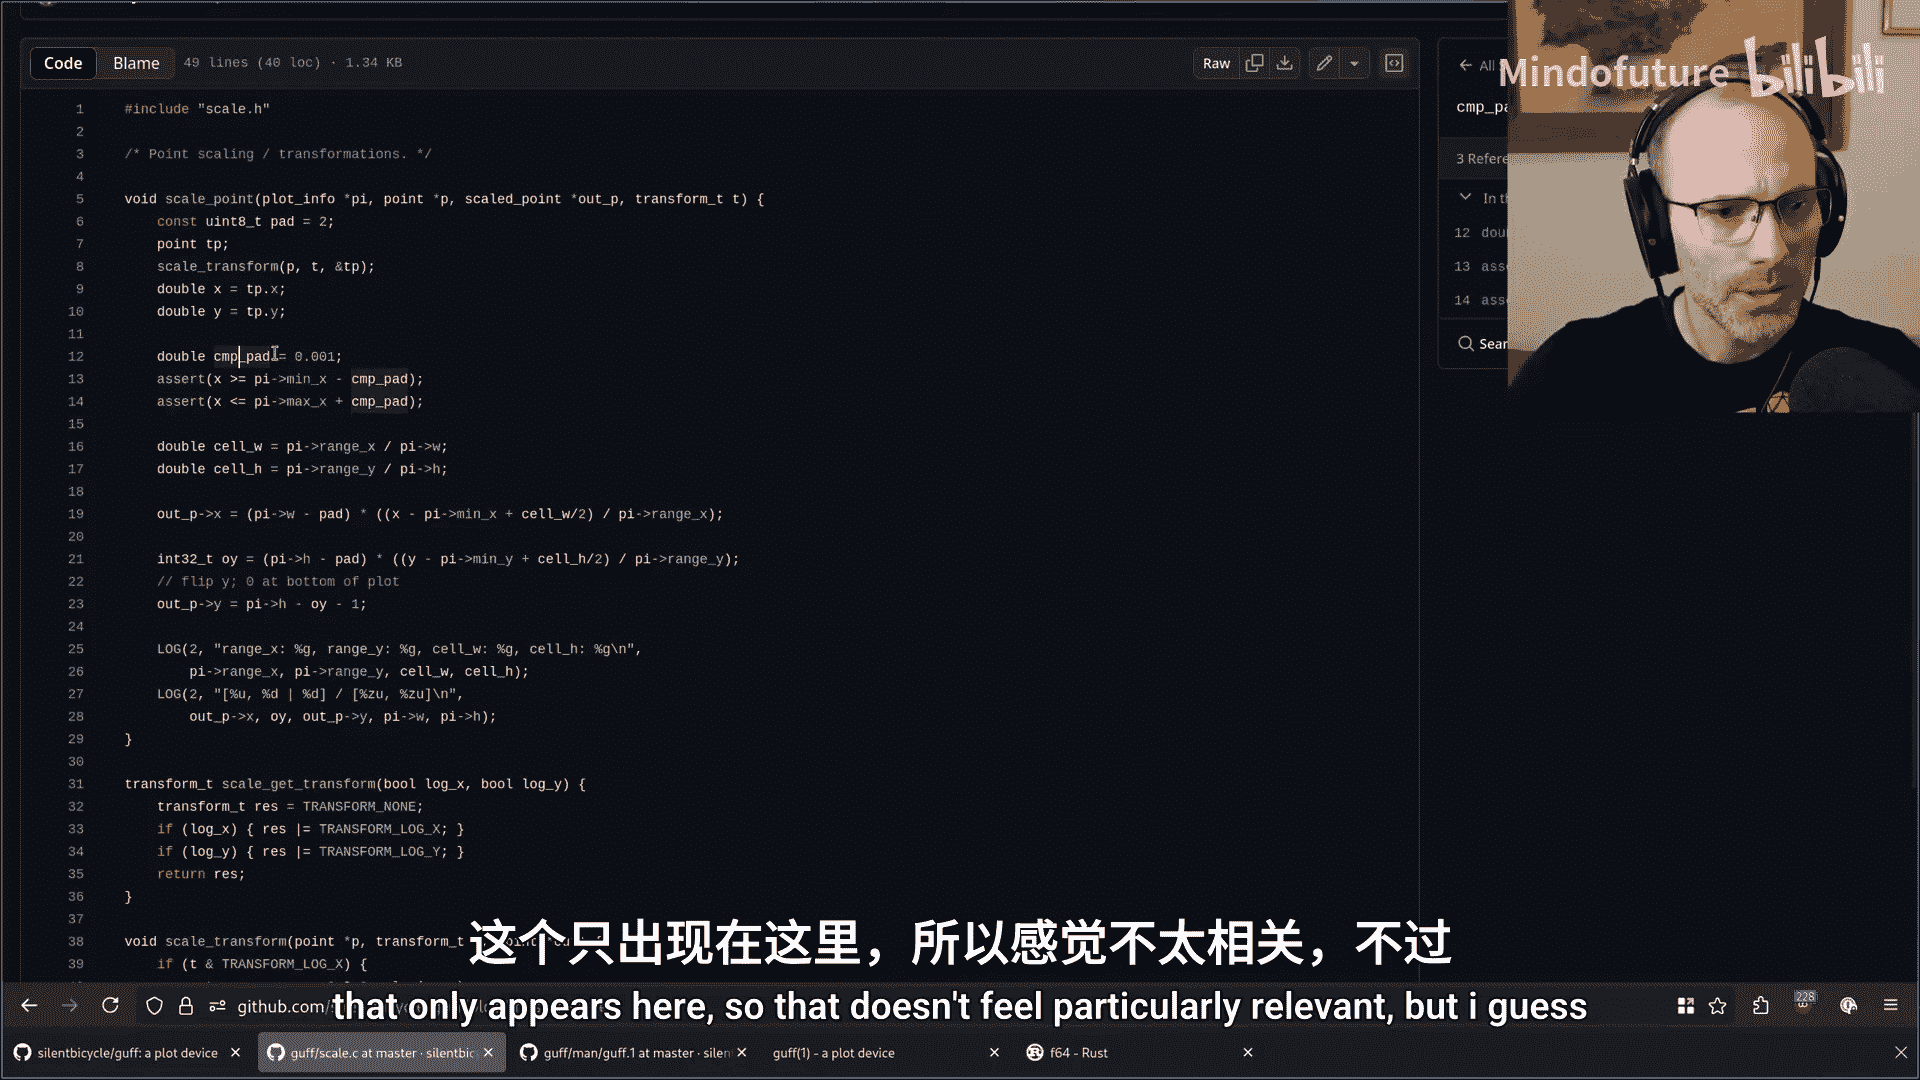 Code Blame 49 lines (40 loc) · 1.34 KB Raw
1 #include "scale.h"
2
3 /* Point scaling / transformations. */
4
5 void scale_point(plot_info *pi, point *p, scaled_point *out_p, transform_t t) {
6 const uint8_t pad = 2;
7 point tp;
8 scale_transform(p, t, &tp);
9 double x = tp.x;
10 double y = tp.y;
11
12 double cmp_pad = 0.001;
13 assert(x >= pi->min_x - cmp_pad);
14 assert(x <= pi->max_x + cmp_pad);
15
16 double cell_w = pi->range_x / pi->w;
17 double cell_h = pi->range_y / pi->h;
18
19 out_p->x = (pi->w - pad) * ((x - pi->min_x + cell_w/2) / pi->range_x);
20
21 int32_t oy = (pi->h - pad) * ((y - pi->min_y + cell_h/2) / pi->range_y);
22 // flip y; 0 at bottom of plot
23 out_p->y = pi->h - oy - 1;
24
25 LOG(2, "range_x: %g, range_y: %g, cell_w: %g, cell_h: %g\n",
26 pi->range_x, pi->range_y, cell_w, cell_h);
27 LOG(2, "[%u, %d | %d] / [%zu, %zu]\n",
28 out_p->x, oy, out_p->y, pi->w, pi->h);
29 }
30
31 transform_t scale_get_transform(bool log_x, bool log_y) {
32 transform_t res = TRANSFORM_NONE;
33 if (log_x) { res |= TRANSFORM_LOG_X; }
34 if (log_y) { res |= TRANSFORM_LOG_Y; }
35 return res;
36 }
37
38 void scale_transform(point *p, transform_t
39 if (t & TRANSFORM_LOG_X) {
All
cmp_pa
3 Refere
In th
12 doul
13 asse
14 asse
Sear
Mindofuture bilibili
这个只出现在这里，所以感觉不太相关，不过
that only appears here, so that doesn't feel particularly relevant, but i guess
github.com/
228
silentbicycle/guff: a plot device
guff/scale.c at master · silentbic
guff/man/guff.1 at master · silen
guff(1) - a plot device
f64 - Rust